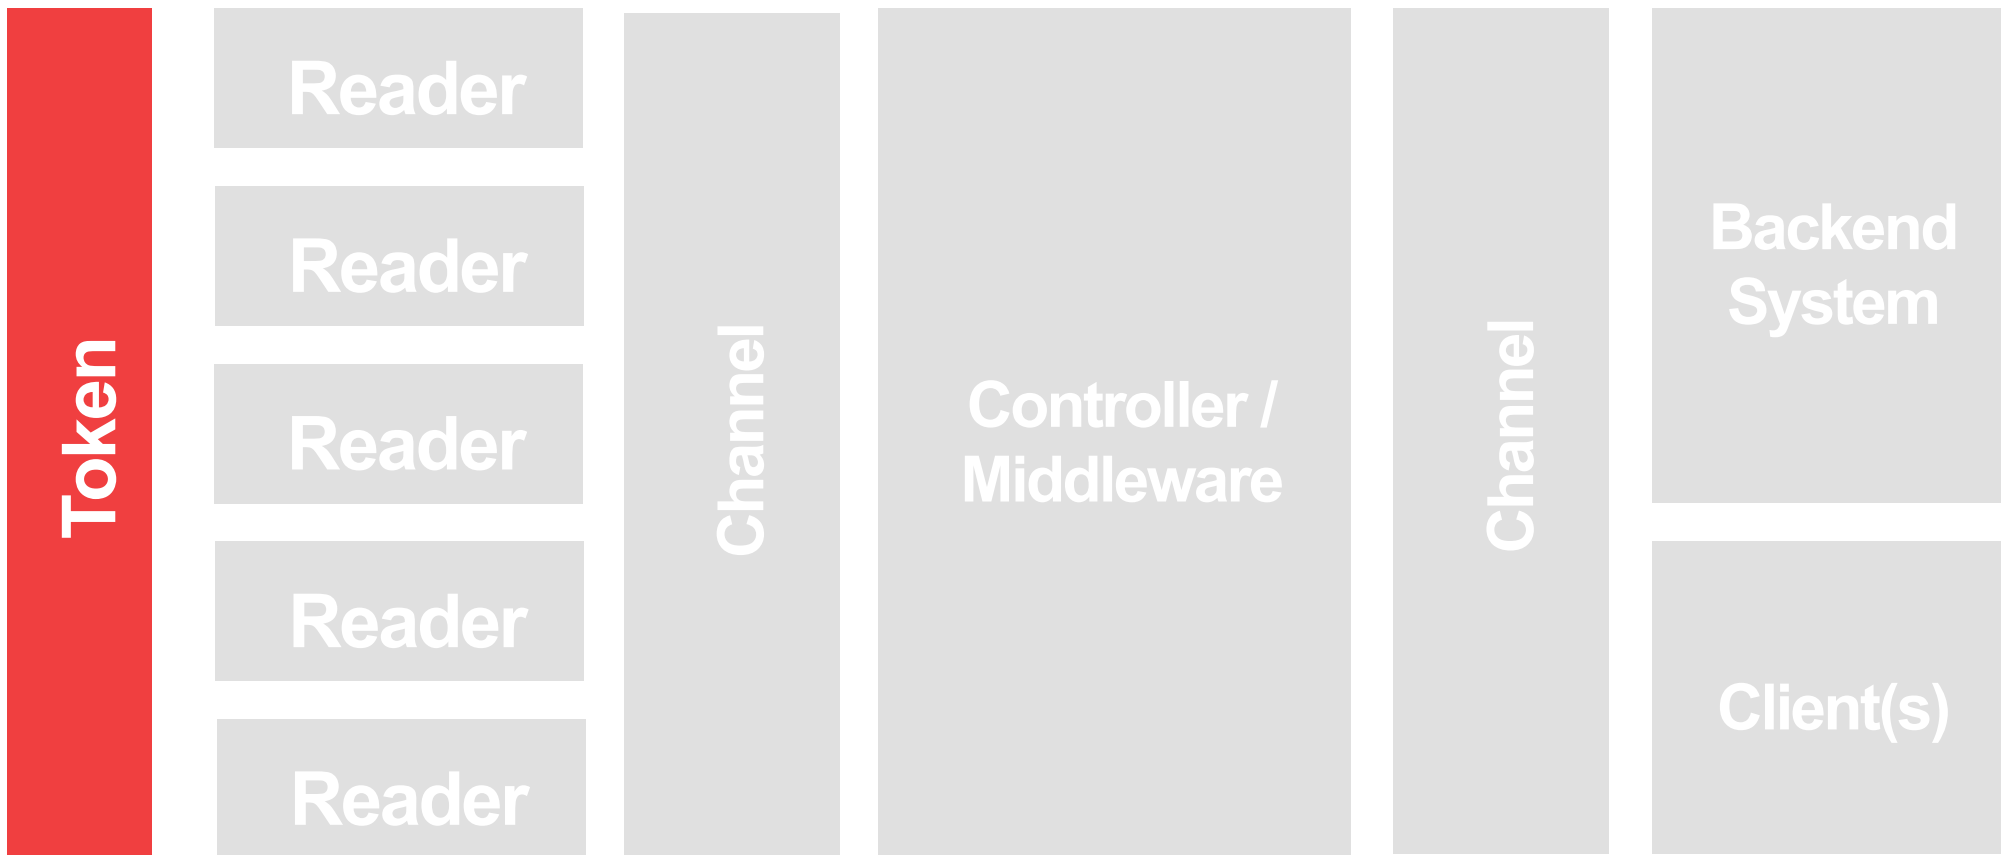 Token
Reader
Reader
Reader
Reader
Reader
Channel
Controller /
Middleware
Channel
Backend
System
Client(s)